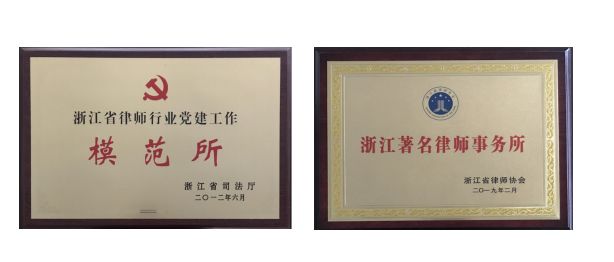 浙江省律师行业党建工作
模范所
浙江省司法厅
二〇一二年六月
浙江著名律师事务所
浙江省律师协会
二〇一九年二月